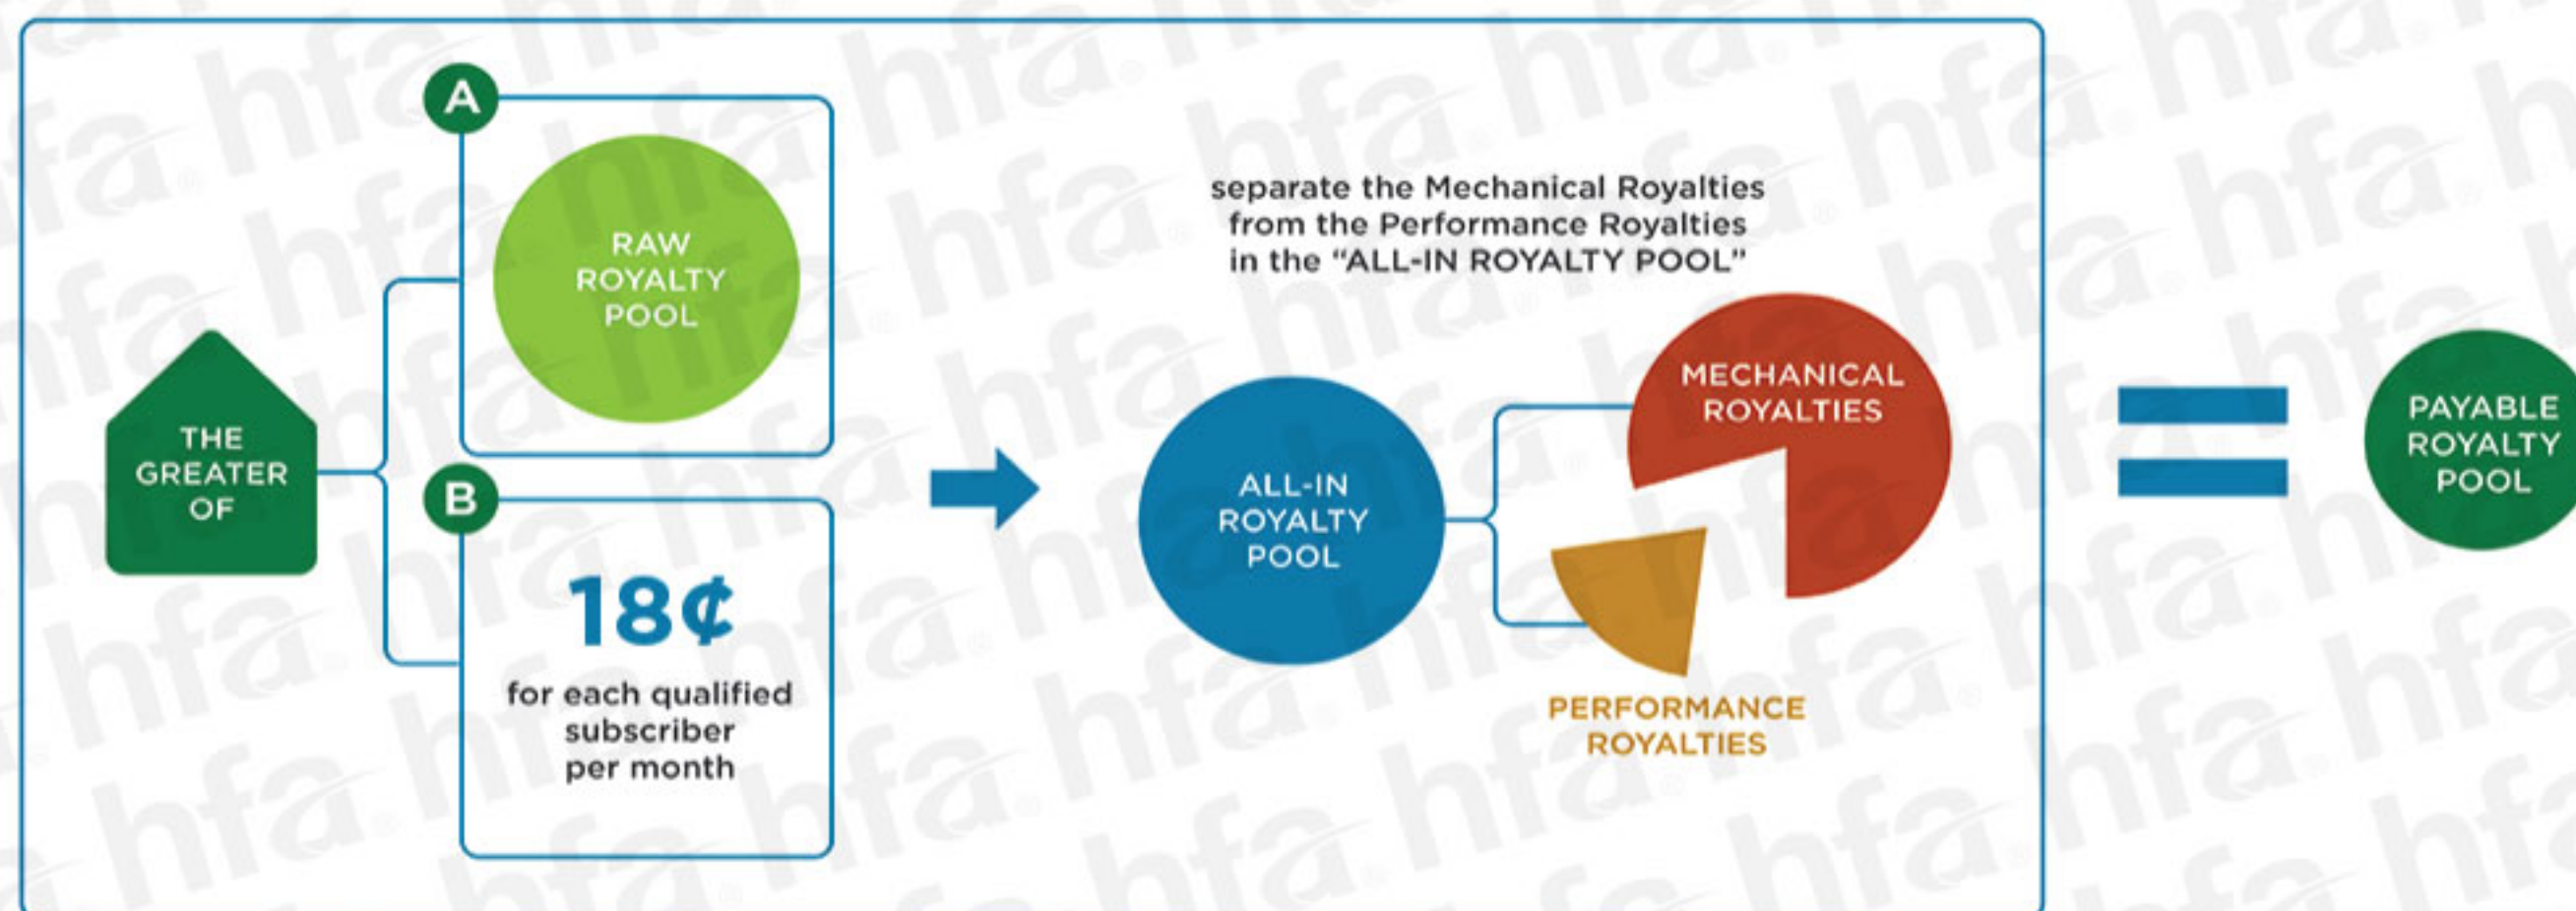 THE
GREATER
OF
A
RAW
ROYALTY
POOL
B
18¢
for each qualified
subscriber
per month
separate the Mechanical Royalties
from the Performance Royalties
in the “ALL-IN ROYALTY POOL”
ALL-IN
ROYALTY
POOL
MECHANICAL
ROYALTIES
PERFORMANCE
ROYALTIES
PAYABLE
ROYALTY
POOL
hfa